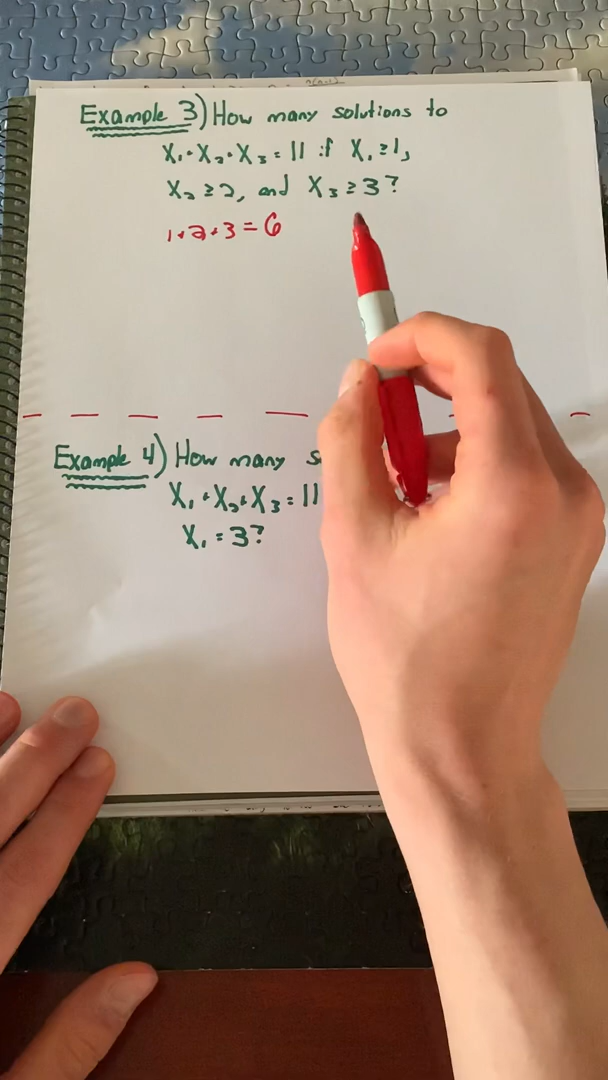 Example 3) How many solutions to
X₁+X₂+X₃=11 if X₁≥1,
X₂≥2, and X₃≥3?
1+2+3=6
Example 4) How many
X₁+X₂+X₃=11
X₁=3?